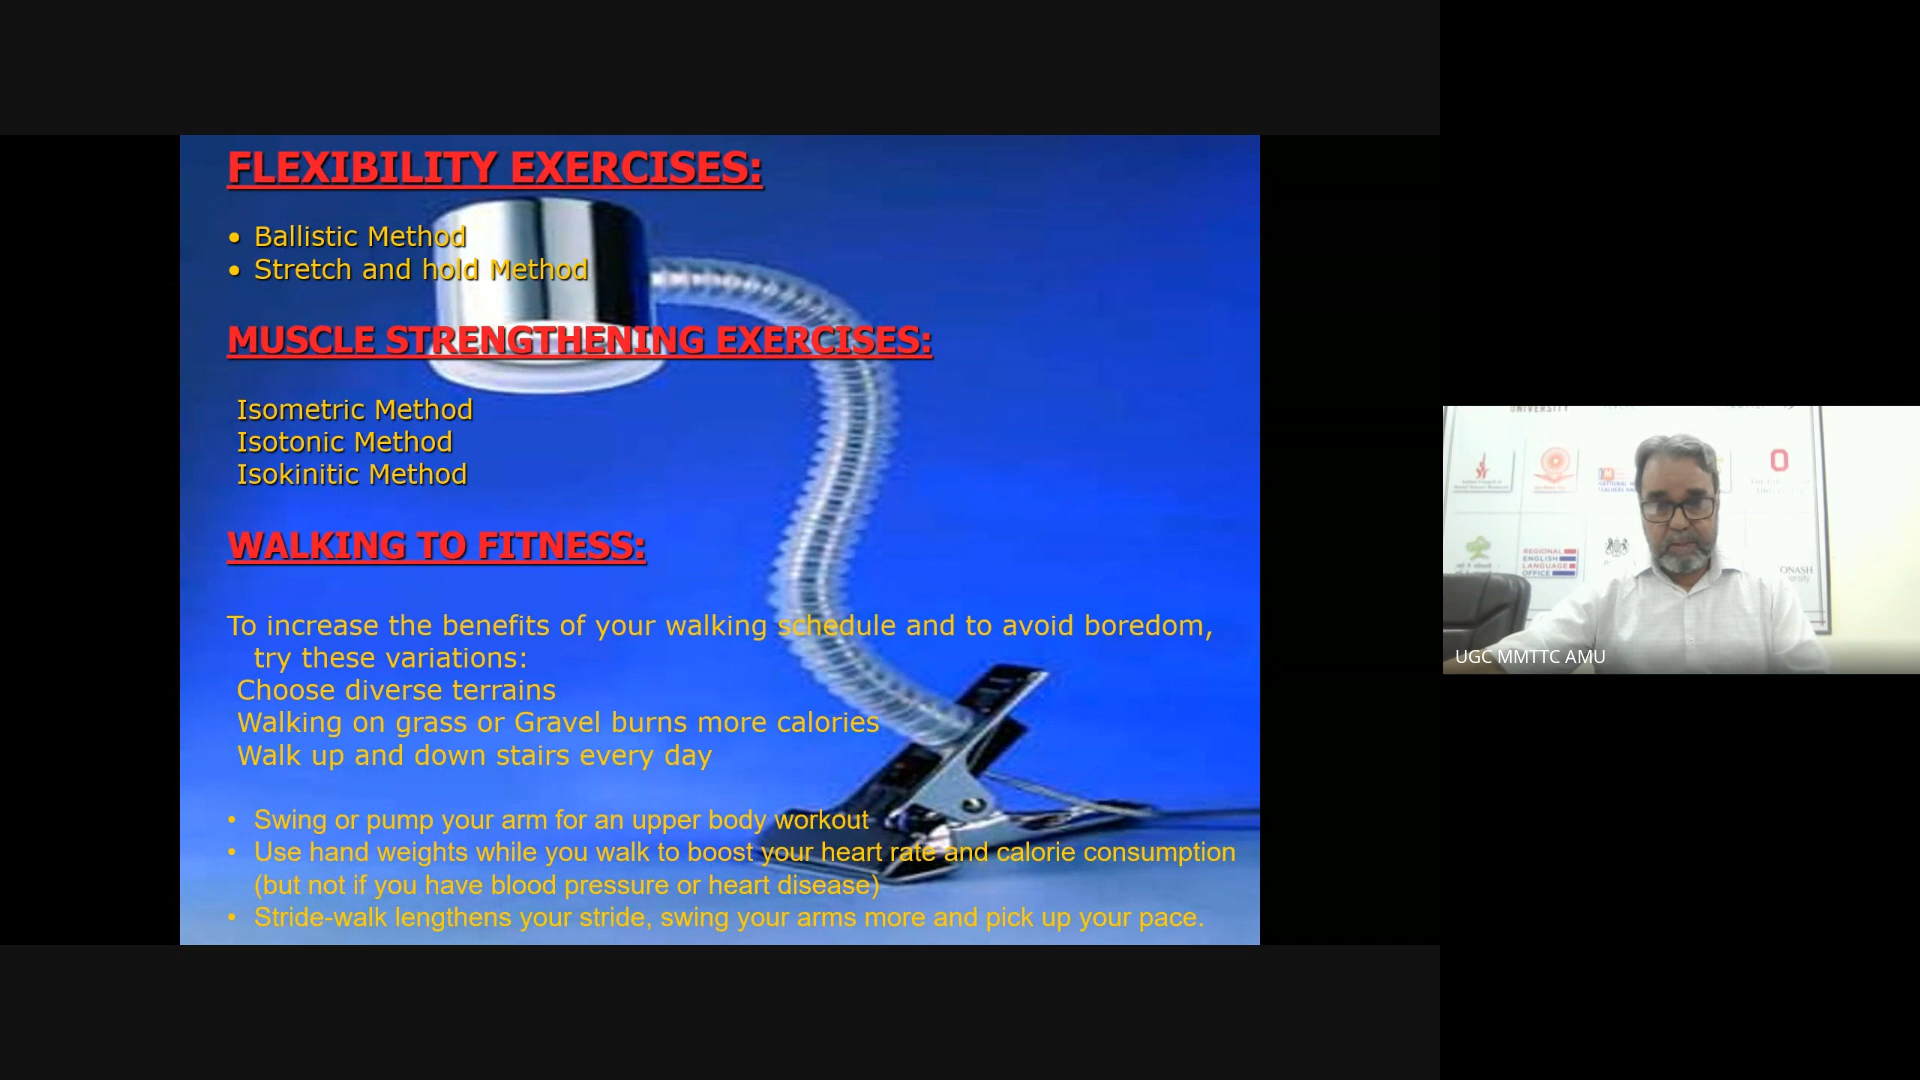 FLEXIBILITY EXERCISES:
• Ballistic Method
• Stretch and hold Method
MUSCLE STRENGTHENING EXERCISES:
Isometric Method
Isotonic Method
Isokinitic Method
WALKING TO FITNESS:
To increase the benefits of your walking schedule and to avoid boredom,
try these variations:
Choose diverse terrains
Walking on grass or Gravel burns more calories
Walk up and down stairs every day
• Swing or pump your arm for an upper body workout
• Use hand weights while you walk to boost your heart rate and calorie consumption
(but not if you have blood pressure or heart disease)
• Stride-walk lengthens your stride, swing your arms more and pick up your pace.
UNIVERSITY
REGIONAL
ENGLISH
LANGUAGE
OFFICE
UGC MMTTC AMU